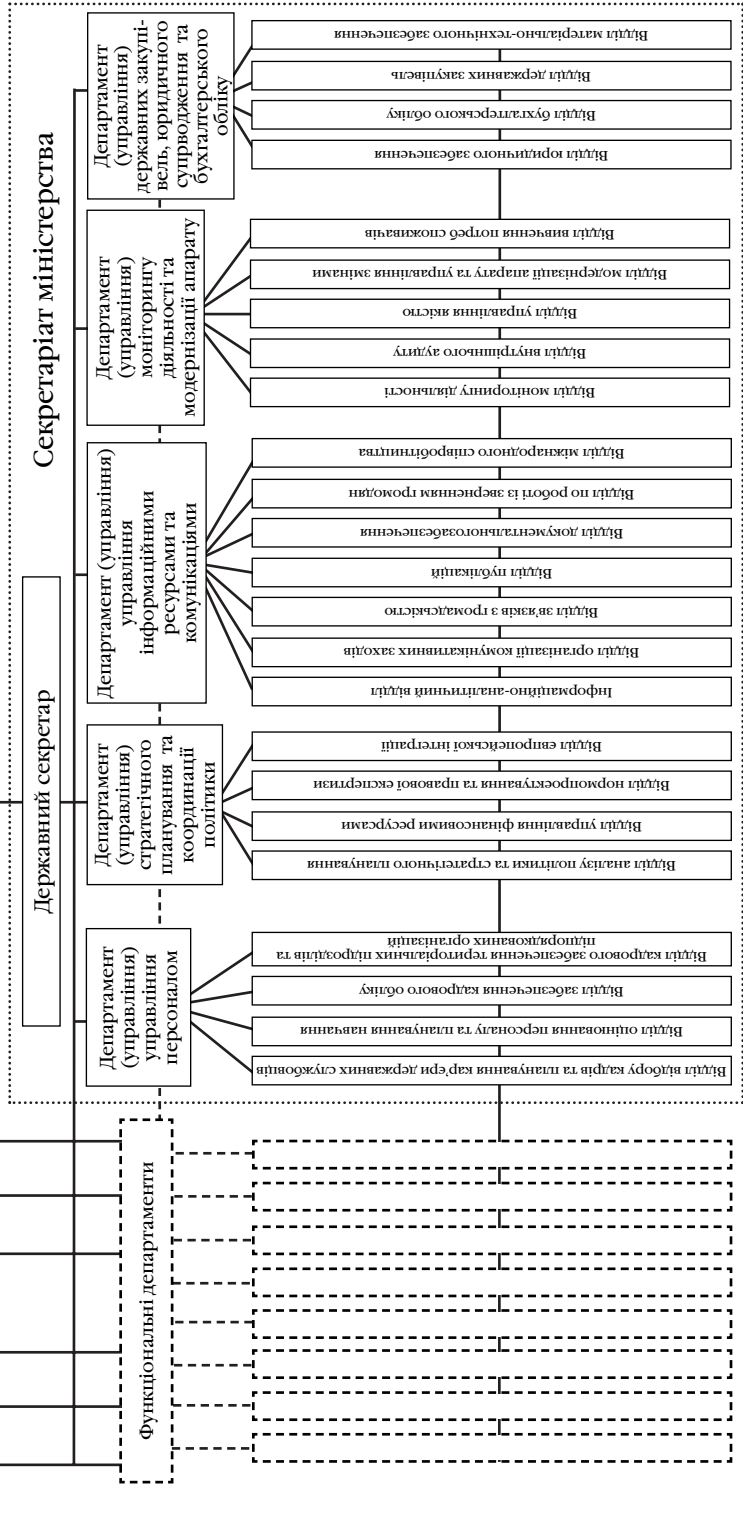 Секретаріат міністерства
Державний секретар
Функціональні департаменти
Департамент
(управління)
управління
персоналом
Відділ відбору кадрів та планування кар'єри державних службовців
Відділ оцінювання персоналу та планування навчання
Відділ забезпечення кадрового обліку
Відділ кадрового забезпечення територіальних підрозділів та
підпорядкованих організацій
Департамент
(управління)
стратегічного
планування та
координації
політики
Відділ аналізу політики та стратегічного планування
Відділ управління фінансовими ресурсами
Відділ нормопроектування та правової експертизи
Відділ європейської інтеграції
Департамент (управління)
управління
інформаційними
ресурсами та
комунікаціями
Інформаційно-аналітичний відділ
Відділ організації комунікативних заходів
Відділ зв'язків з громадськістю
Відділ публікацій
Відділ документальногозабезпечення
Відділ по роботі із зверненням громодян
Відділ міжнародного співробітництва
Департамент
(управління)
моніторингу
діяльності та
модернізації апарату
Відділ моніторингу діяльності
Відділ внутрішнього аудиту
Відділ управління якістю
Відділ модернізації апарату та управління змінами
Відділ вивчення потреб споживачів
Департамент
(управління)
державних закупі-
вель, юридичного
супрводження та
бухгалтерського
обліку
Відділ юридичного забезпечення
Відділ бухгалтерського обліку
Відділ державних закупівель
Відділ матеріально-технічного забезпечення